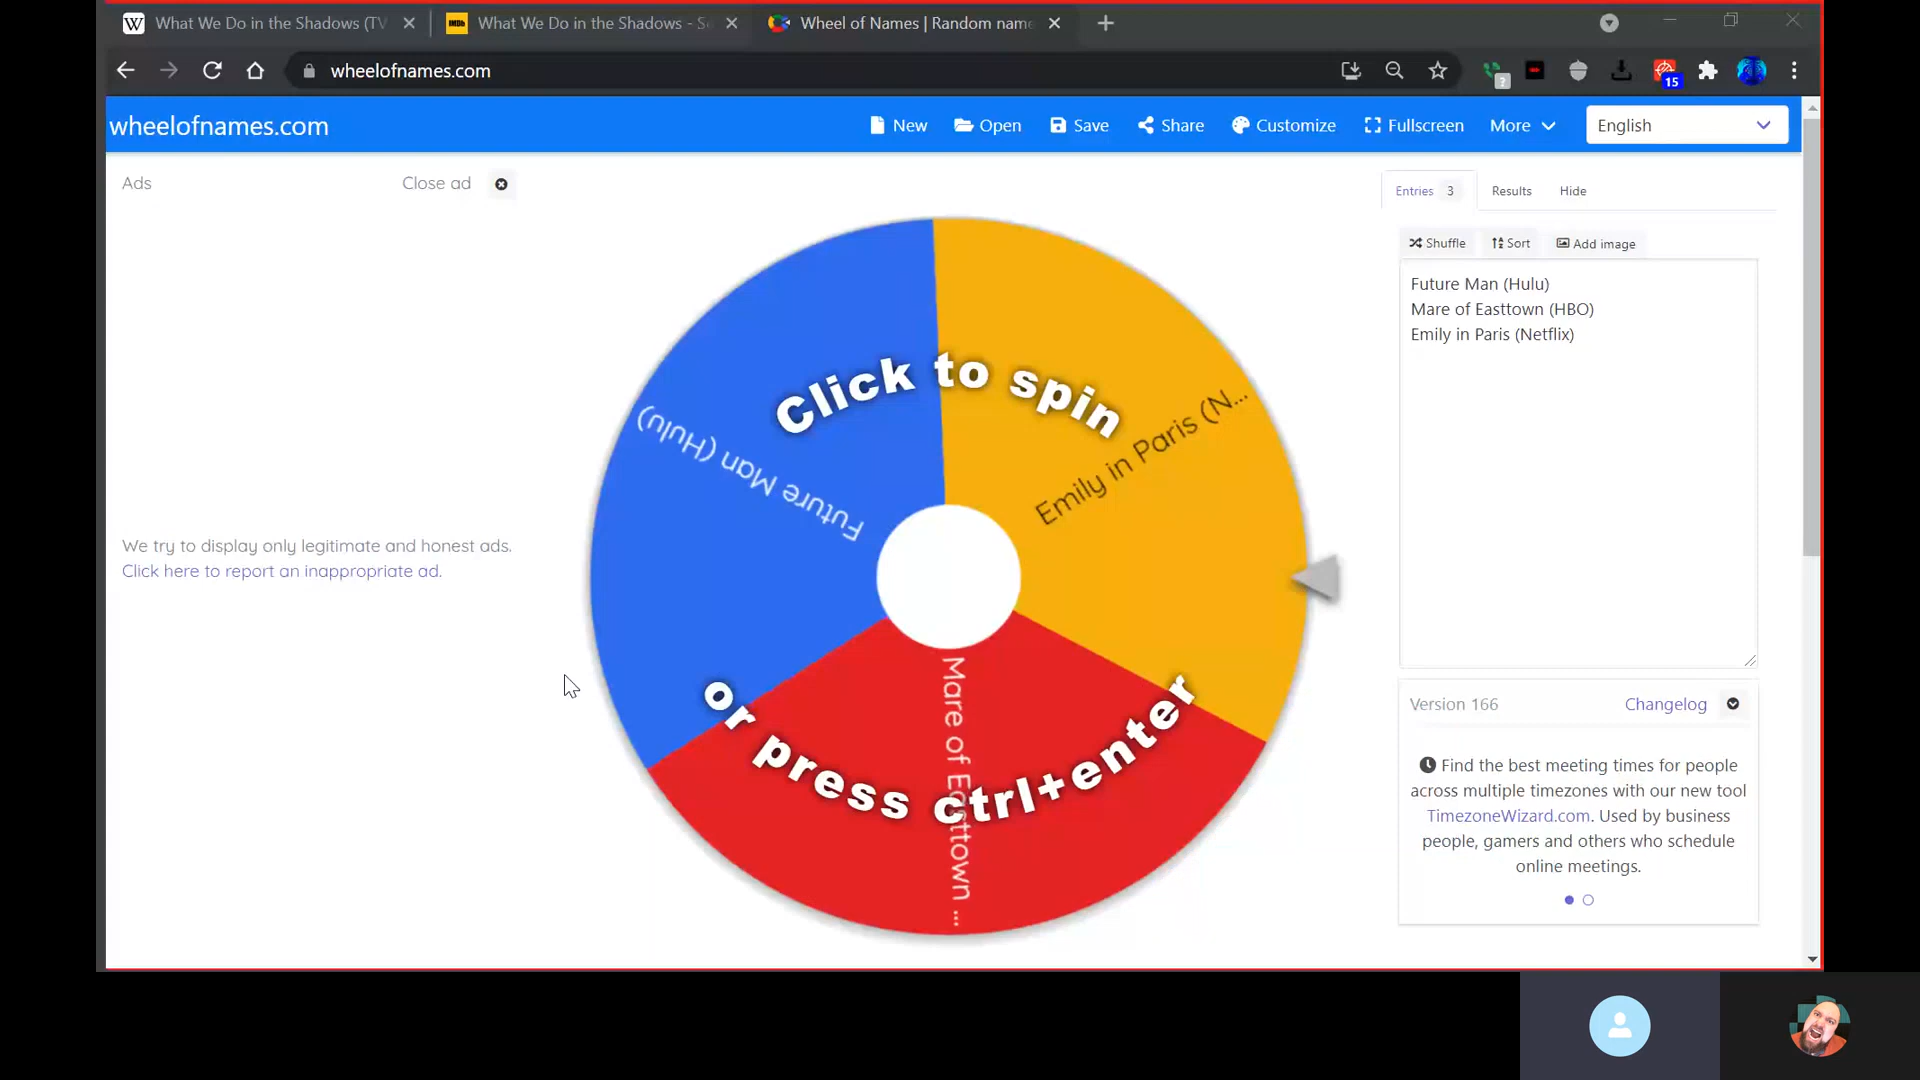 What We Do in the Shadows (TV
IMDb What We Do in the Shadows - S
Wheel of Names | Random name
wheelofnames.com
?
15
wheelofnames.com
New Open Save Share Customize Fullscreen More English
Ads Close ad
Entries 3 Results Hide
Shuffle Sort Add image
Future Man (Hulu)
Mare of Easttown (HBO)
Emily in Paris (Netflix)
Click to spin
Future Man (Hulu)
Emily in Paris (N...
Mare of Easttown ...
or press ctrl+enter
We try to display only legitimate and honest ads.
Click here to report an inappropriate ad.
Version 166 Changelog
Find the best meeting times for people
across multiple timezones with our new tool
TimezoneWizard.com. Used by business
people, gamers and others who schedule
online meetings.